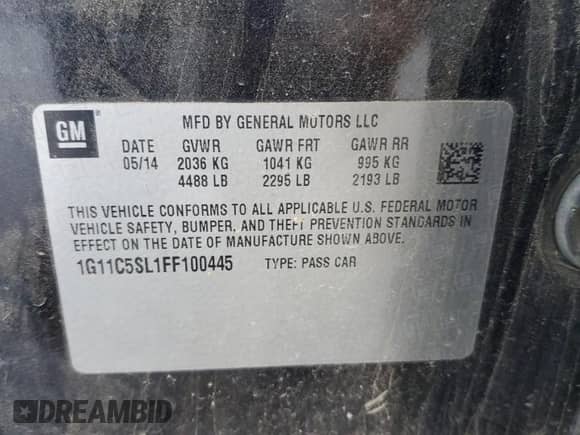 GM
MFD BY GENERAL MOTORS LLC
DATE GVWR GAWR FRT GAWR RR
05/14 2036 KG 1041 KG 995 KG
4488 LB 2295 LB 2193 LB
THIS VEHICLE CONFORMS TO ALL APPLICABLE U.S. FEDERAL MOTOR
VEHICLE SAFETY, BUMPER, AND THEFT PREVENTION STANDARDS IN
EFFECT ON THE DATE OF MANUFACTURE SHOWN ABOVE.
1G11C5SL1FF100445 TYPE: PASS CAR
DREAMBID